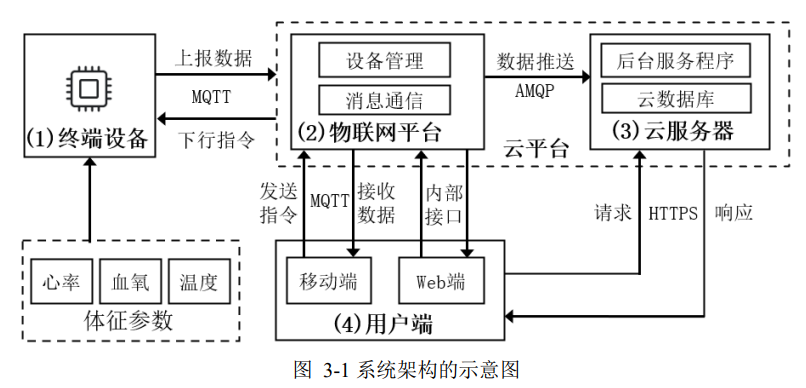 上报数据
MQTT
下行指令
(1)终端设备
设备管理
消息通信
(2)物联网平台
数据推送
AMQP
后台服务程序
云数据库
(3)云服务器
云平台
发送
指令
MQTT
接收
数据
内部
接口
请求
HTTPS
响应
心率
血氧
温度
体征参数
移动端
Web端
(4)用户端
图 3-1 系统架构的示意图